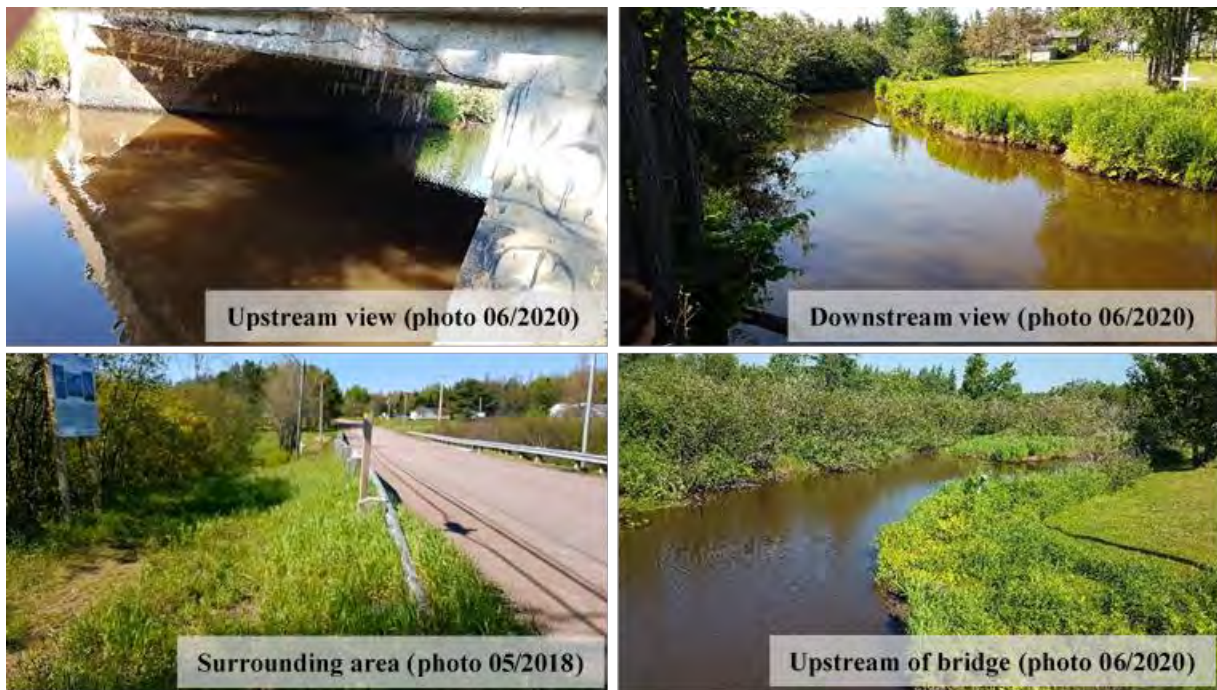 Upstream view (photo 06/2020)
Downstream view (photo 06/2020)
Surrounding area (photo 05/2018)
Upstream of bridge (photo 06/2020)